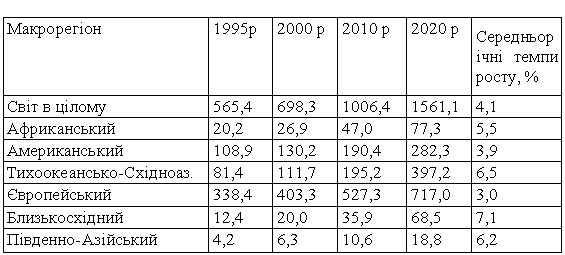 Макрорегіон 1995р 2000 р 2010 р 2020 р Середньор
ічні темпи
росту, %
Світ в цілому 565,4 698,3 1006,4 1561,1 4,1
Африканський 20,2 26,9 47,0 77,3 5,5
Американський 108,9 130,2 190,4 282,3 3,9
Тихоокеансько-Східноаз. 81,4 111,7 195,2 397,2 6,5
Європейський 338,4 403,3 527,3 717,0 3,0
Близькосхідний 12,4 20,0 35,9 68,5 7,1
Південно-Азійський 4,2 6,3 10,6 18,8 6,2